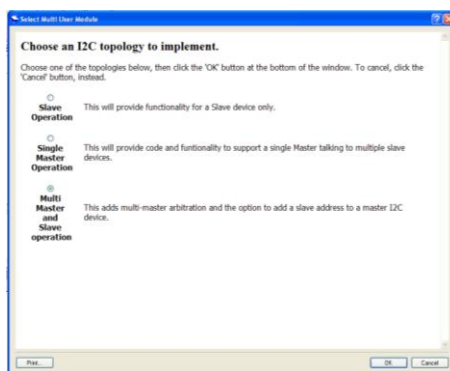 Select Multi User Module
Choose an I2C topology to implement.
Choose one of the topologies below, then click the 'OK' button at the bottom of the window. To cancel, click the
'Cancel' button, instead.
Slave
Operation
This will provide functionality for a Slave device only.
Single
Master
Operation
This will provide code and funtionality to support a single Master talking to multiple slave
devices.
Multi
Master
and
Slave
operation
This adds multi-master arbitration and the option to add a slave address to a master I2C
device.
Print...
OK
Cancel